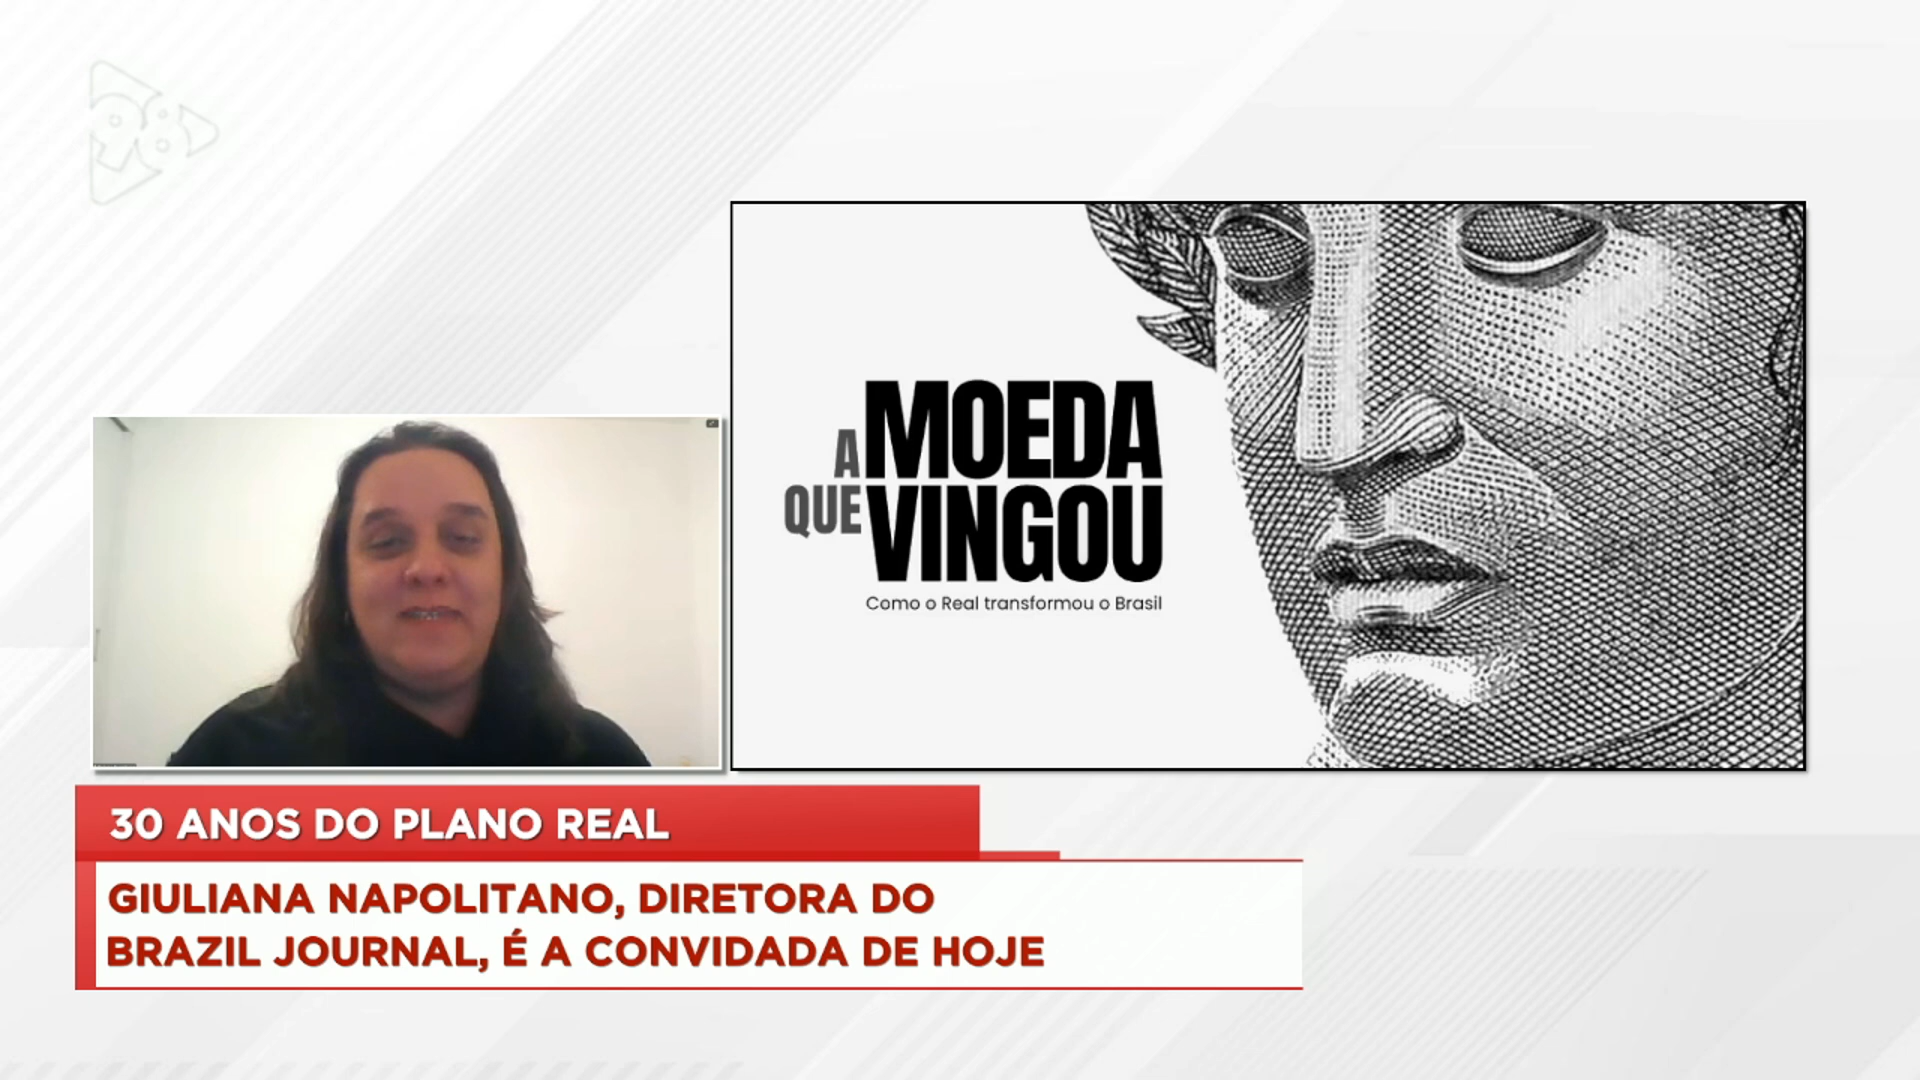 98
A MOEDA
QUE VINGOU
Como o Real transformou o Brasil
30 ANOS DO PLANO REAL
GIULIANA NAPOLITANO, DIRETORA DO
BRAZIL JOURNAL, É A CONVIDADA DE HOJE